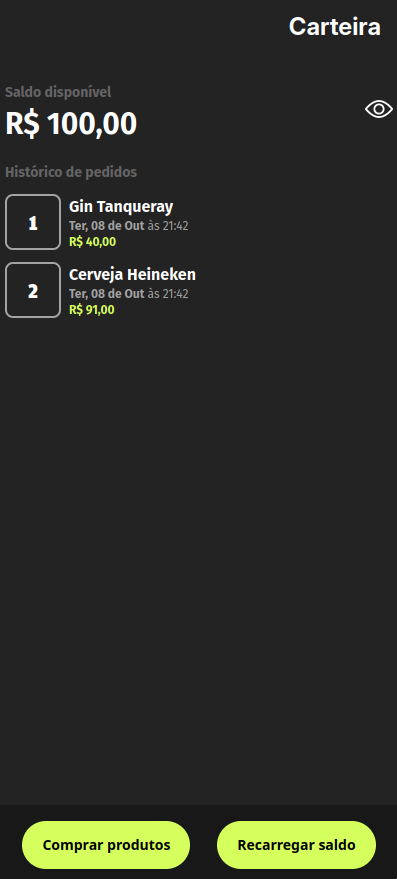 Carteira
Saldo disponível
R$ 100,00
Histórico de pedidos
1
Gin Tanqueray
Ter, 08 de Out às 21:42
R$ 40,00
2
Cerveja Heineken
Ter, 08 de Out às 21:42
R$ 91,00
Comprar produtos
Recarregar saldo